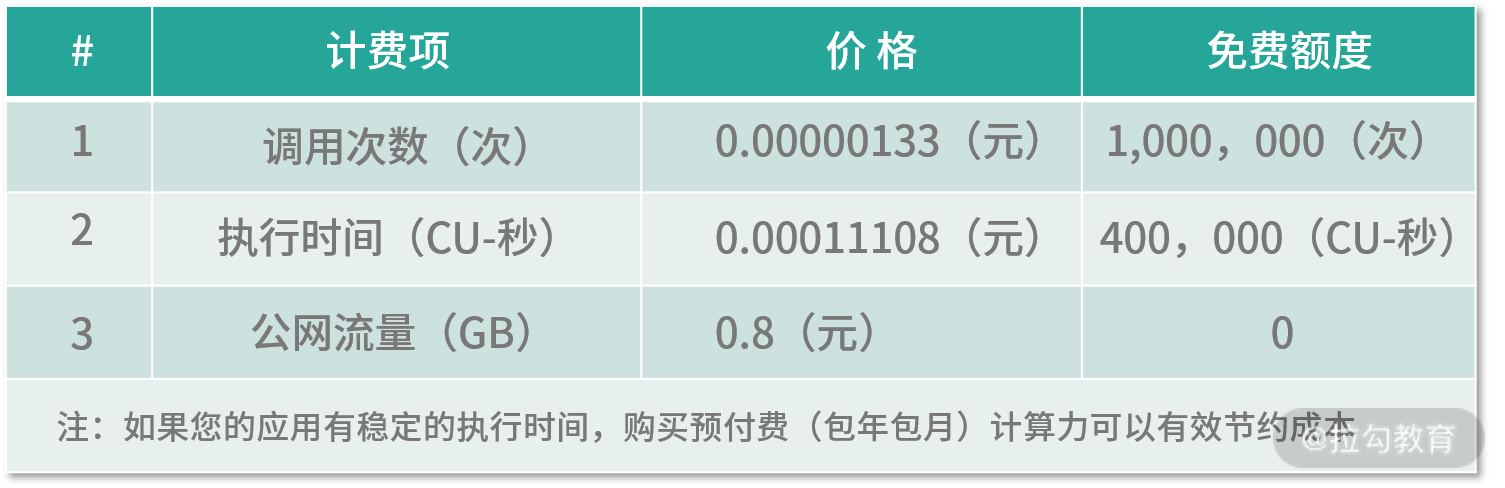 # 计费项 价 格 免费额度
1 调用次数（次） 0.00000133（元） 1,000，000（次）
2 执行时间（CU-秒） 0.00011108（元） 400，000（CU-秒）
3 公网流量（GB） 0.8（元） 0
注：如果您的应用有稳定的执行时间，购买预付费（包年包月）计算力可以有效节约成本
@拉勾教育